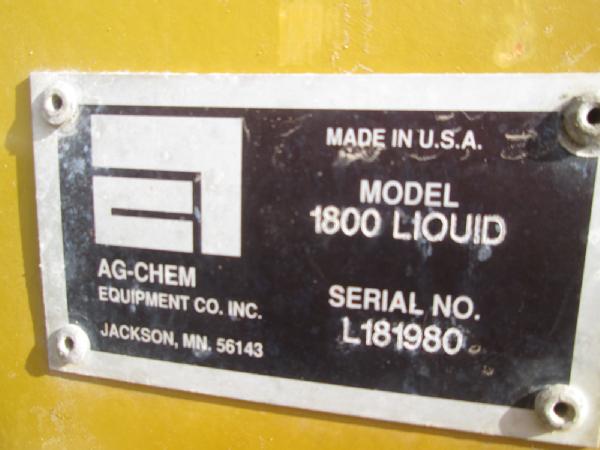 MADE IN U.S.A.
MODEL
1800 LIQUID
AG-CHEM
EQUIPMENT CO. INC.
JACKSON, MN. 56143
SERIAL NO.
L181980